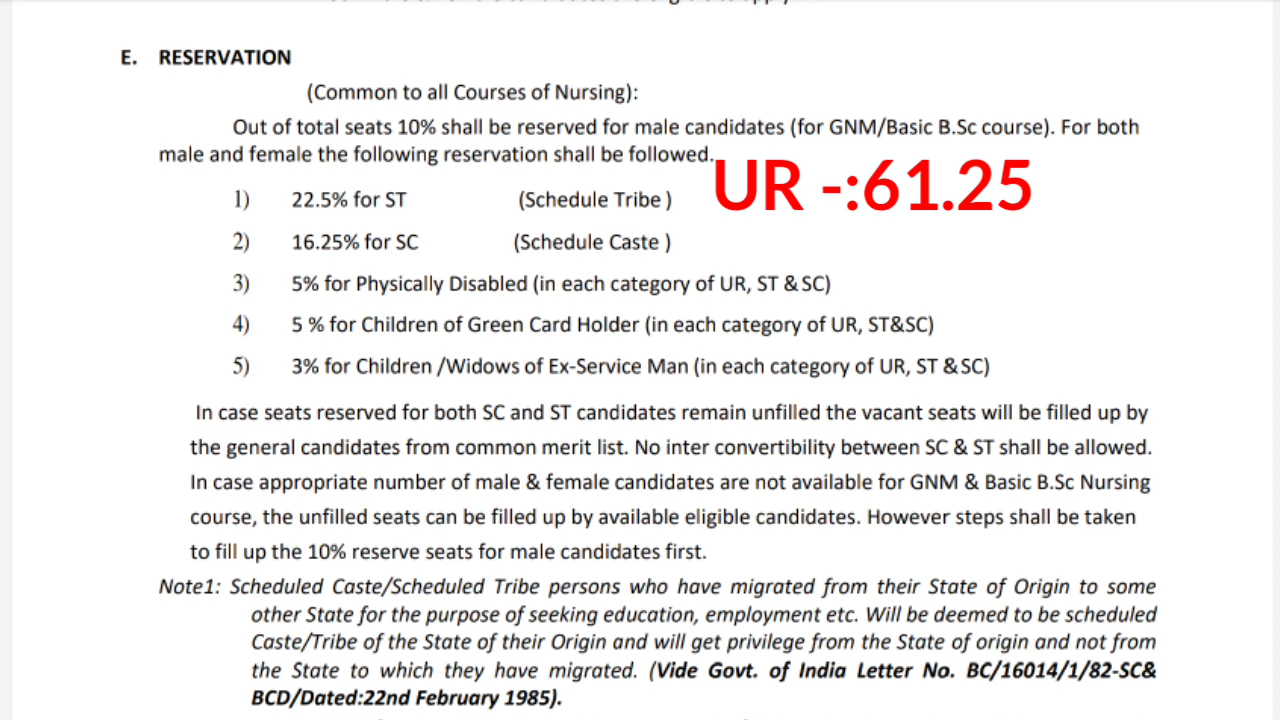 E. RESERVATION
(Common to all Courses of Nursing):
Out of total seats 10% shall be reserved for male candidates (for GNM/Basic B.Sc course). For both
male and female the following reservation shall be followed.
UR -:61.25
1) 22.5% for ST (Schedule Tribe )
2) 16.25% for SC (Schedule Caste )
3) 5% for Physically Disabled (in each category of UR, ST & SC)
4) 5 % for Children of Green Card Holder (in each category of UR, ST&SC)
5) 3% for Children /Widows of Ex-Service Man (in each category of UR, ST & SC)
In case seats reserved for both SC and ST candidates remain unfilled the vacant seats will be filled up by
the general candidates from common merit list. No inter convertibility between SC & ST shall be allowed.
In case appropriate number of male & female candidates are not available for GNM & Basic B.Sc Nursing
course, the unfilled seats can be filled up by available eligible candidates. However steps shall be taken
to fill up the 10% reserve seats for male candidates first.
Note1: Scheduled Caste/Scheduled Tribe persons who have migrated from their State of Origin to some
other State for the purpose of seeking education, employment etc. Will be deemed to be scheduled
Caste/Tribe of the State of their Origin and will get privilege from the State of origin and not from
the State to which they have migrated. (Vide Govt. of India Letter No. BC/16014/1/82-SC&
BCD/Dated:22nd February 1985).